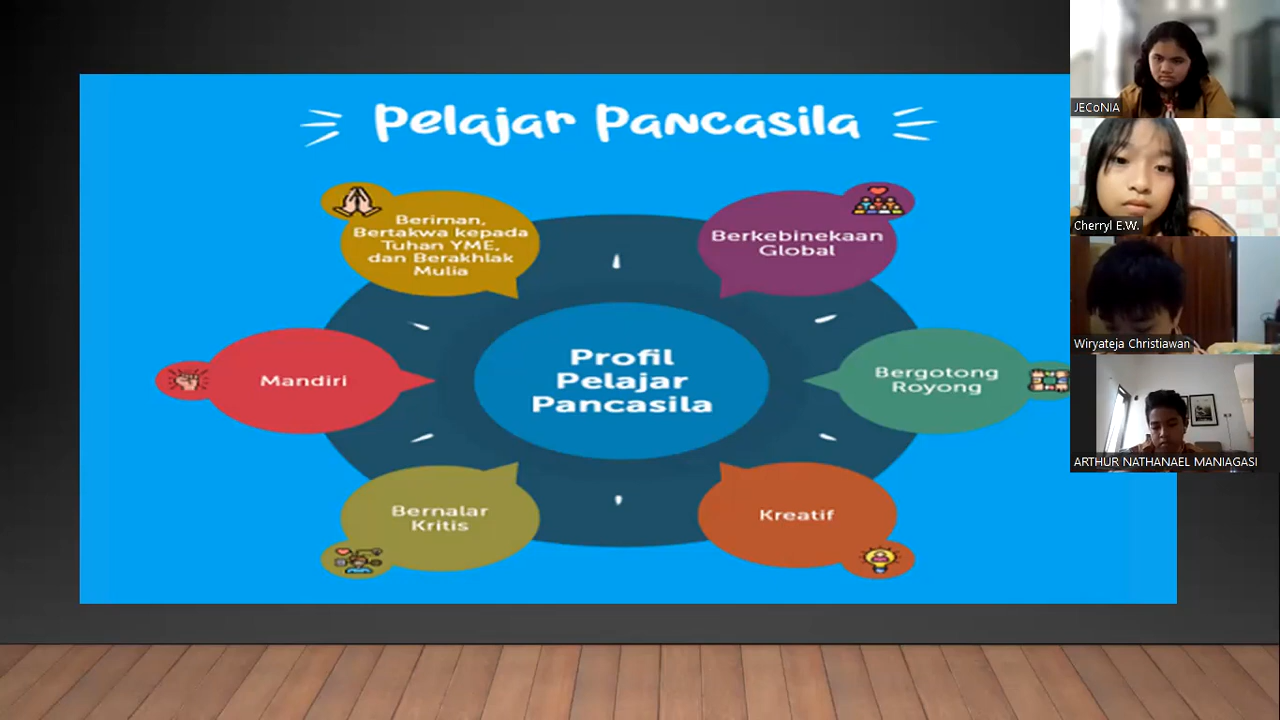 Pelajar Pancasila
Beriman,
Bertakwa kepada
Tuhan YME,
dan Berakhlak
Mulia
Berkebinekaan
Global
Mandiri
Profil
Pelajar
Pancasila
Bergotong
Royong
Bernalar
Kritis
Kreatif
JECoNIA
Cherryl E.W.
Wiryateja Christiawan
ARTHUR NATHANAEL MANIAGASI